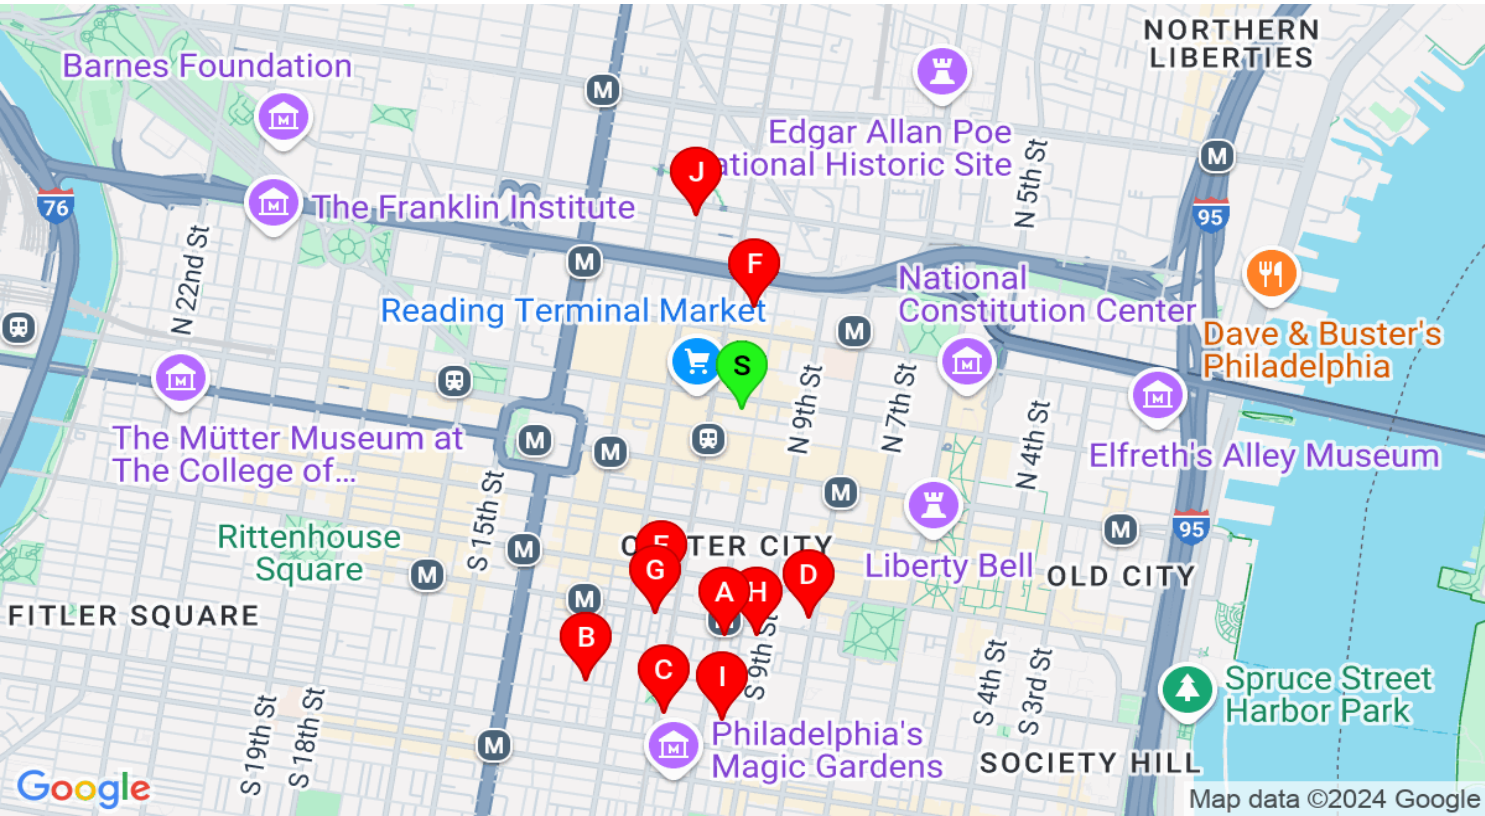 NORTHERN
LIBERTIES
Barnes Foundation
M
Edgar Allan Poe
ational Historic Site
M
J
N 5th St
76
The Franklin Institute
95
N 22nd St
M
F
National
Constitution Center
Reading Terminal Market
M
Dave & Buster's
Philadelphia
S
N 9th St
N 7th St
The Mütter Museum at
The College of...
M
M
N 4th St
Elfreth's Alley Museum
S 15th St
M
95
Rittenhouse
Square
M
M
CENTER CITY
E
G
M
Liberty Bell
OLD CITY
M
FITLER SQUARE
A
H
D
M
B
C
I
S 9th St
S 4th St
S 3rd St
Spruce Street
Harbor Park
S 19th St
S 18th St
M
Philadelphia's
Magic Gardens
SOCIETY HILL
Google
Map data ©2024 Google